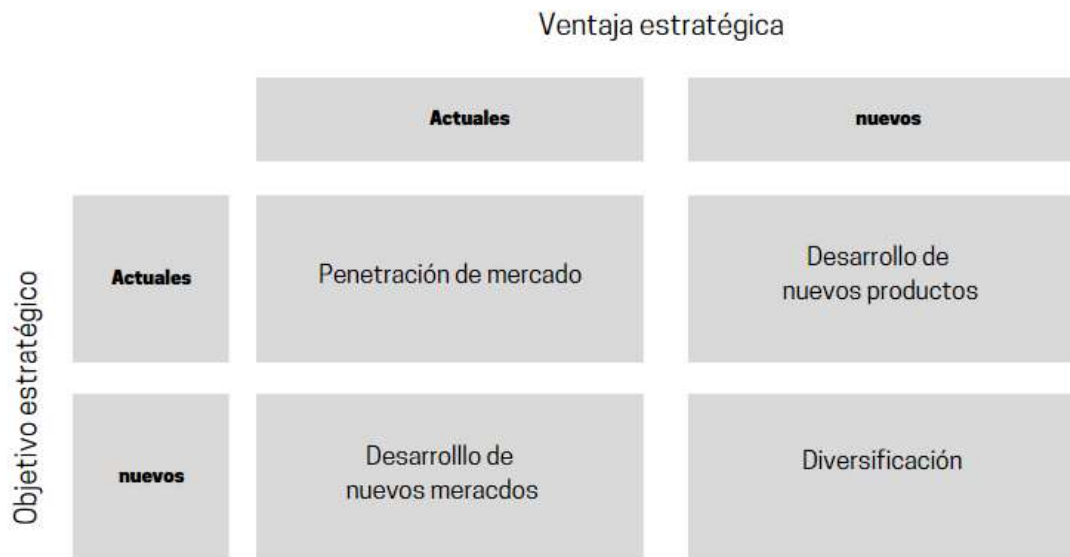 Ventaja estratégica
Actuales
nuevos
Objetivo estratégico
Actuales
Penetración de mercado
Desarrollo de
nuevos productos
nuevos
Desarrolllo de
nuevos meracdos
Diversificación